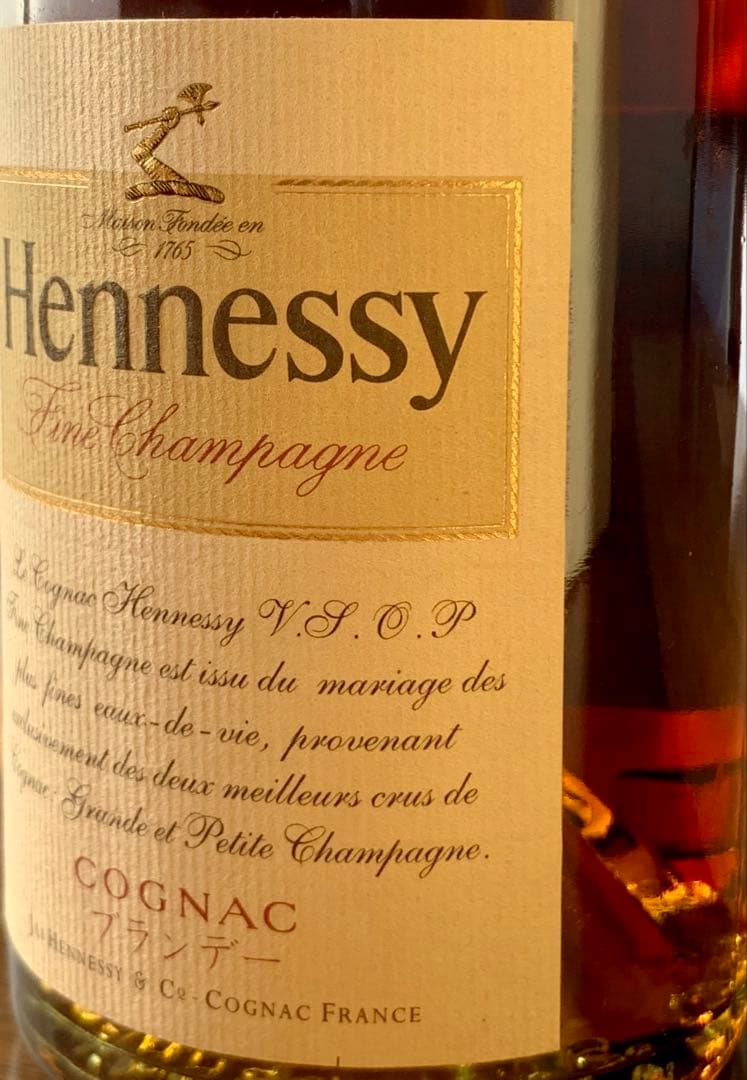 Maison Fondée en
1765
Hennessy
Fine Champagne
Le Cognac Hennessy V.S.O.P
Fine Champagne est issu du mariage des
plus fines eaux-de-vie, provenant
exclusivement des deux meilleurs crus de
Cognac: Grande et Petite Champagne.
COGNAC
ブランデー
Jas HENNESSY & Cº - COGNAC FRANCE